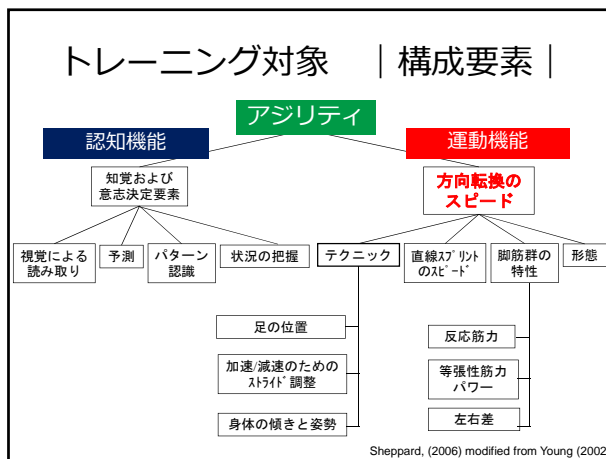 トレーニング対象 ｜構成要素｜
アジリティ
認知機能
運動機能
知覚および
意志決定要素
方向転換の
スピード
視覚による
読み取り
予測
パターン
認識
状況の把握
テクニック
直線ｽﾌﾟﾘﾝﾄ
のｽﾋﾟｰﾄﾞ
脚筋群の
特性
形態
足の位置
加速/減速のための
ｽﾄﾗｲﾄﾞ調整
身体の傾きと姿勢
反応筋力
等張性筋力
パワー
左右差
Sheppard, (2006) modified from Young (2002